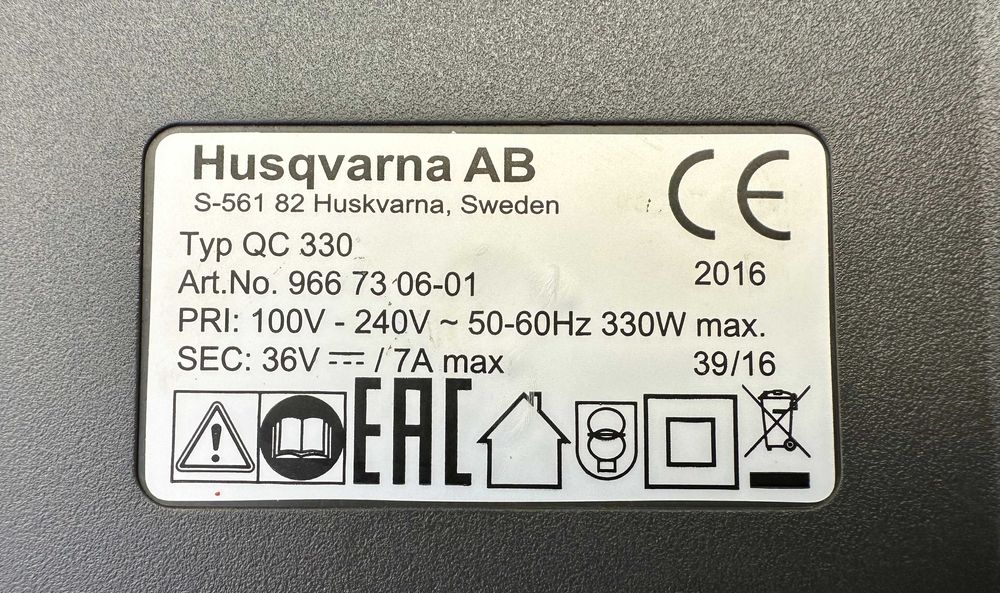 Husqvarna AB
S-561 82 Huskvarna, Sweden
CE
Typ QC 330
2016
Art.No. 966 73 06-01
PRI: 100V - 240V ~ 50-60Hz 330W max.
SEC: 36V ⎓ / 7A max
39/16
EAC